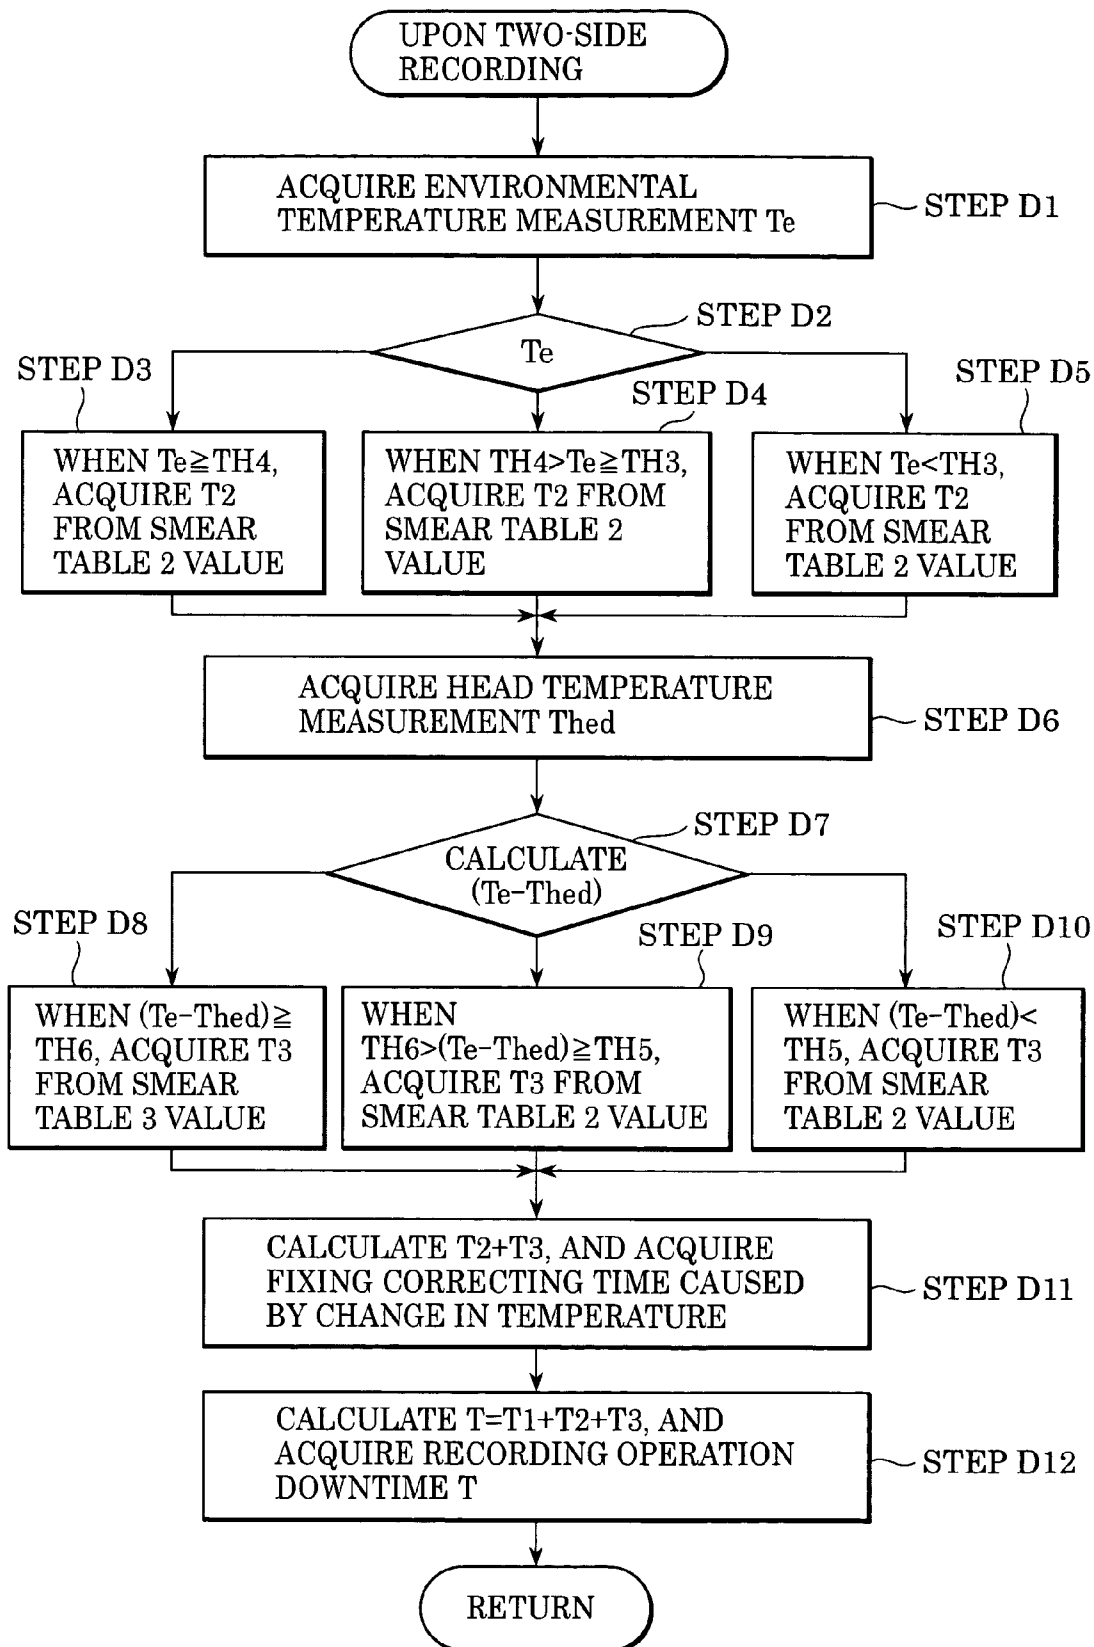 UPON TWO-SIDE
RECORDING
ACQUIRE ENVIRONMENTAL
TEMPERATURE MEASUREMENT Te
STEP D1
STEP D2
Te
STEP D3
WHEN Te≧TH4,
ACQUIRE T2
FROM SMEAR
TABLE 2 VALUE
STEP D4
WHEN TH4>Te≧TH3,
ACQUIRE T2 FROM
SMEAR TABLE 2
VALUE
STEP D5
WHEN Te<TH3,
ACQUIRE T2
FROM SMEAR
TABLE 2 VALUE
ACQUIRE HEAD TEMPERATURE
MEASUREMENT Thed
STEP D6
STEP D7
CALCULATE
(Te-Thed)
STEP D8
WHEN (Te-Thed)≧
TH6, ACQUIRE T3
FROM SMEAR
TABLE 3 VALUE
STEP D9
WHEN
TH6>(Te-Thed)≧TH5,
ACQUIRE T3 FROM
SMEAR TABLE 2 VALUE
STEP D10
WHEN (Te-Thed)<
TH5, ACQUIRE T3
FROM SMEAR
TABLE 2 VALUE
CALCULATE T2+T3, AND ACQUIRE
FIXING CORRECTING TIME CAUSED
BY CHANGE IN TEMPERATURE
STEP D11
CALCULATE T=T1+T2+T3, AND
ACQUIRE RECORDING OPERATION
DOWNTIME T
STEP D12
RETURN